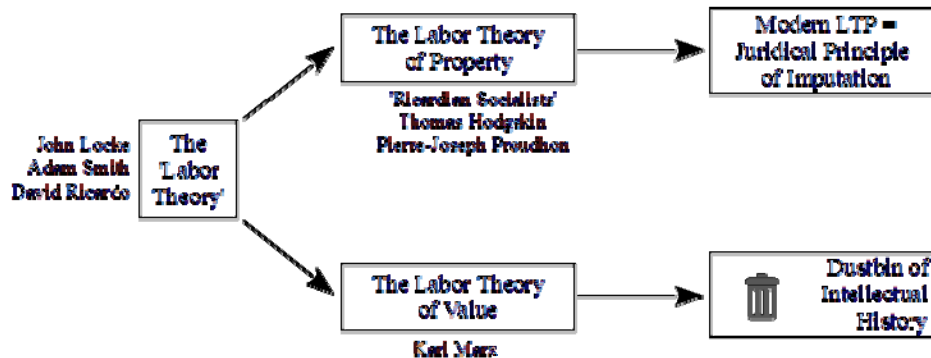 John Locke
Adam Smith
David Ricardo
The
'Labor
Theory'
The Labor Theory
of Property
'Ricardian Socialists'
Thomas Hodgskin
Pierre-Joseph Proudhon
Modern LTP =
Juridical Principle
of Imputation
The Labor Theory
of Value
Karl Marx
Dustbin of
Intellectual
History